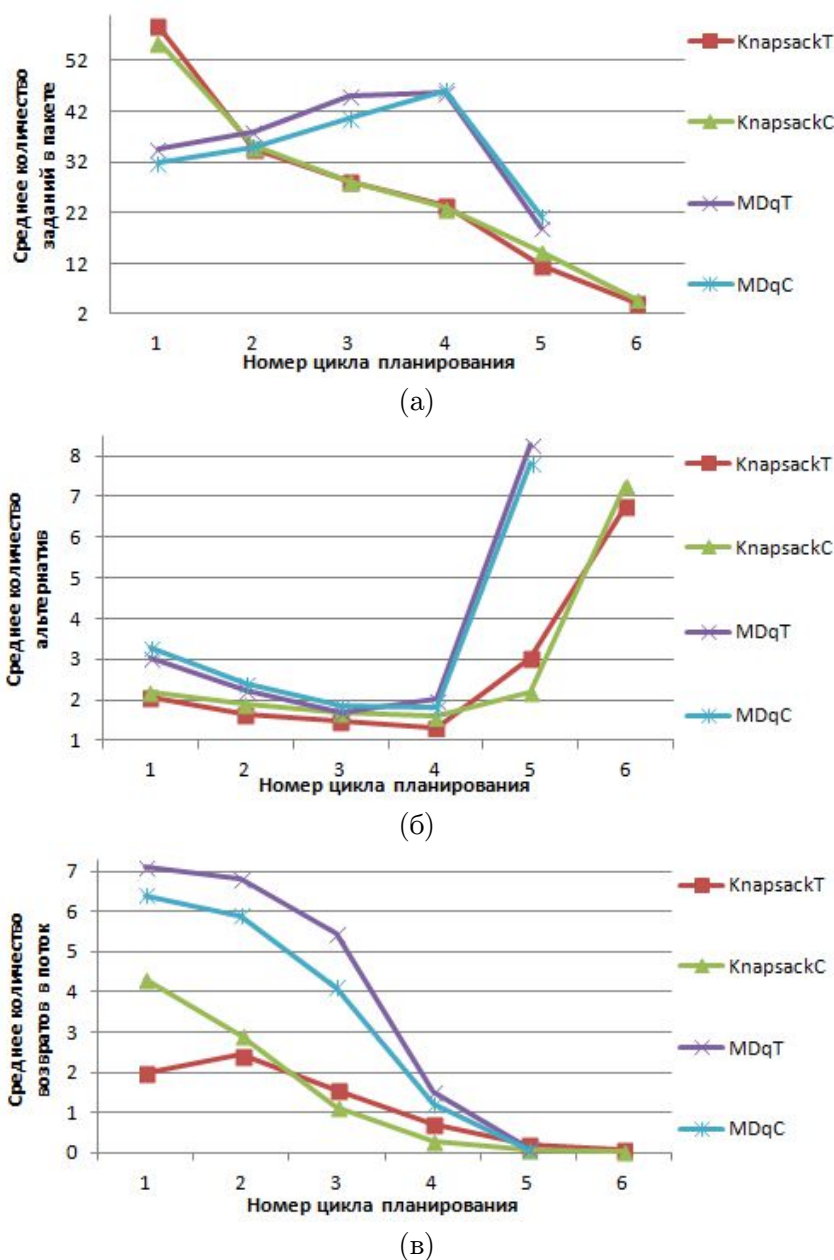 Среднее количество
заданий в пакете
52
42
32
22
12
2
1 2 3 4 5 6
Номер цикла планирования
KnapsackT
KnapsackC
MDqT
MDqC
(а)
Среднее количество
альтернатив
8
7
6
5
4
3
2
1
1 2 3 4 5 6
Номер цикла планирования
KnapsackT
KnapsackC
MDqT
MDqC
(б)
Среднее количество
возвратов в поток
7
6
5
4
3
2
1
0
1 2 3 4 5 6
Номер цикла планирования
KnapsackT
KnapsackC
MDqT
MDqC
(в)